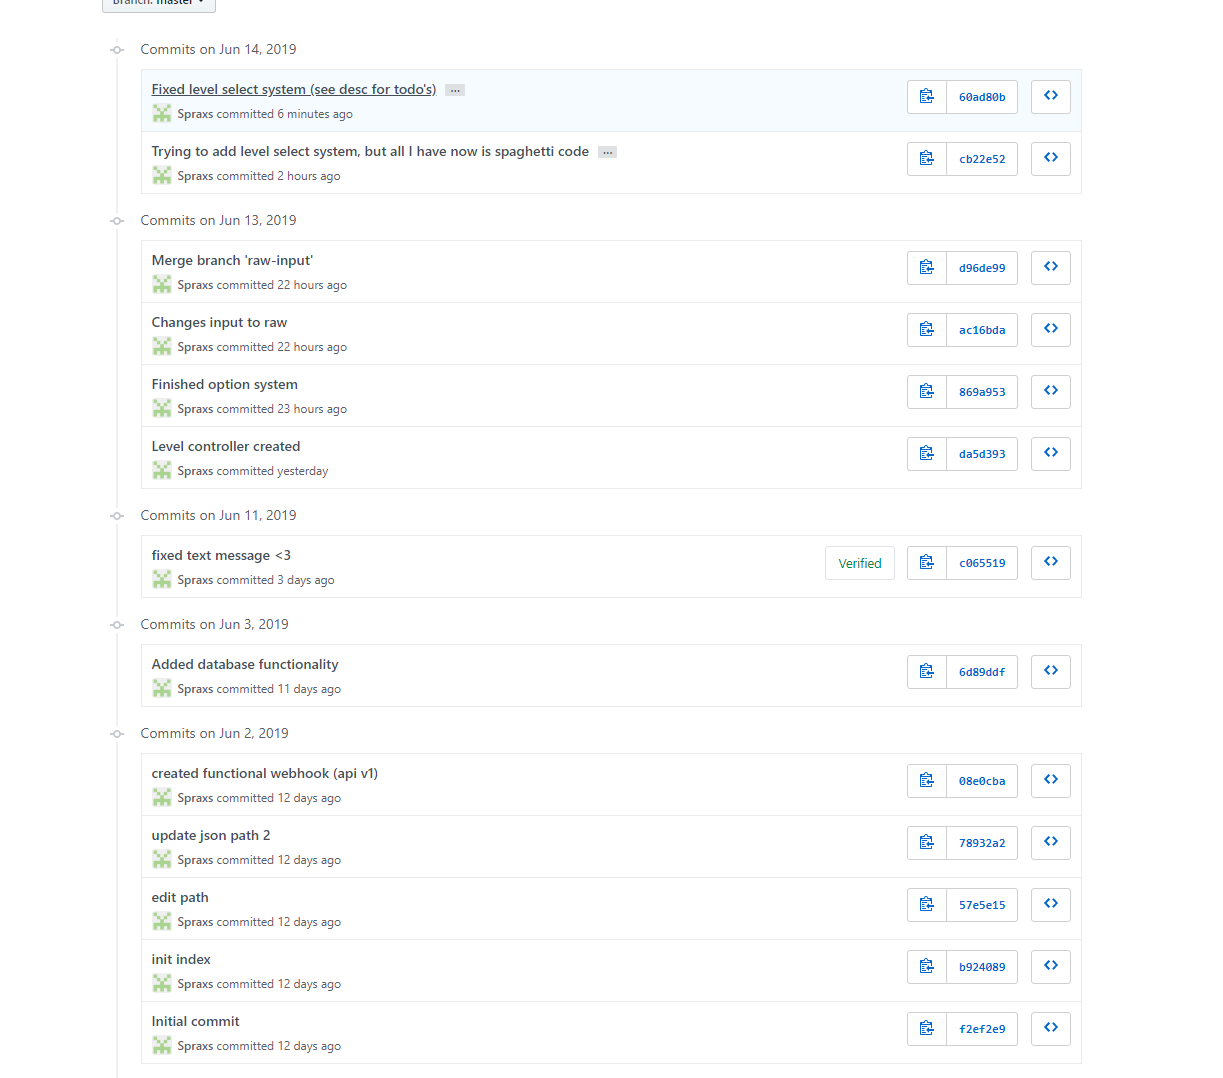 Branch: master
Commits on Jun 14, 2019
Fixed level select system (see desc for todo's) …
Spraxs committed 6 minutes ago
60ad80b
Trying to add level select system, but all I have now is spaghetti code …
Spraxs committed 2 hours ago
cb22e52
Commits on Jun 13, 2019
Merge branch 'raw-input'
Spraxs committed 22 hours ago
d96de99
Changes input to raw
Spraxs committed 22 hours ago
ac16bda
Finished option system
Spraxs committed 23 hours ago
869a953
Level controller created
Spraxs committed yesterday
da5d393
Commits on Jun 11, 2019
fixed text message <3
Spraxs committed 3 days ago
Verified
c065519
Commits on Jun 3, 2019
Added database functionality
Spraxs committed 11 days ago
6d89ddf
Commits on Jun 2, 2019
created functional webhook (api v1)
Spraxs committed 12 days ago
08e0cba
update json path 2
Spraxs committed 12 days ago
78932a2
edit path
Spraxs committed 12 days ago
57e5e15
init index
Spraxs committed 12 days ago
b924089
Initial commit
Spraxs committed 12 days ago
f2ef2e9